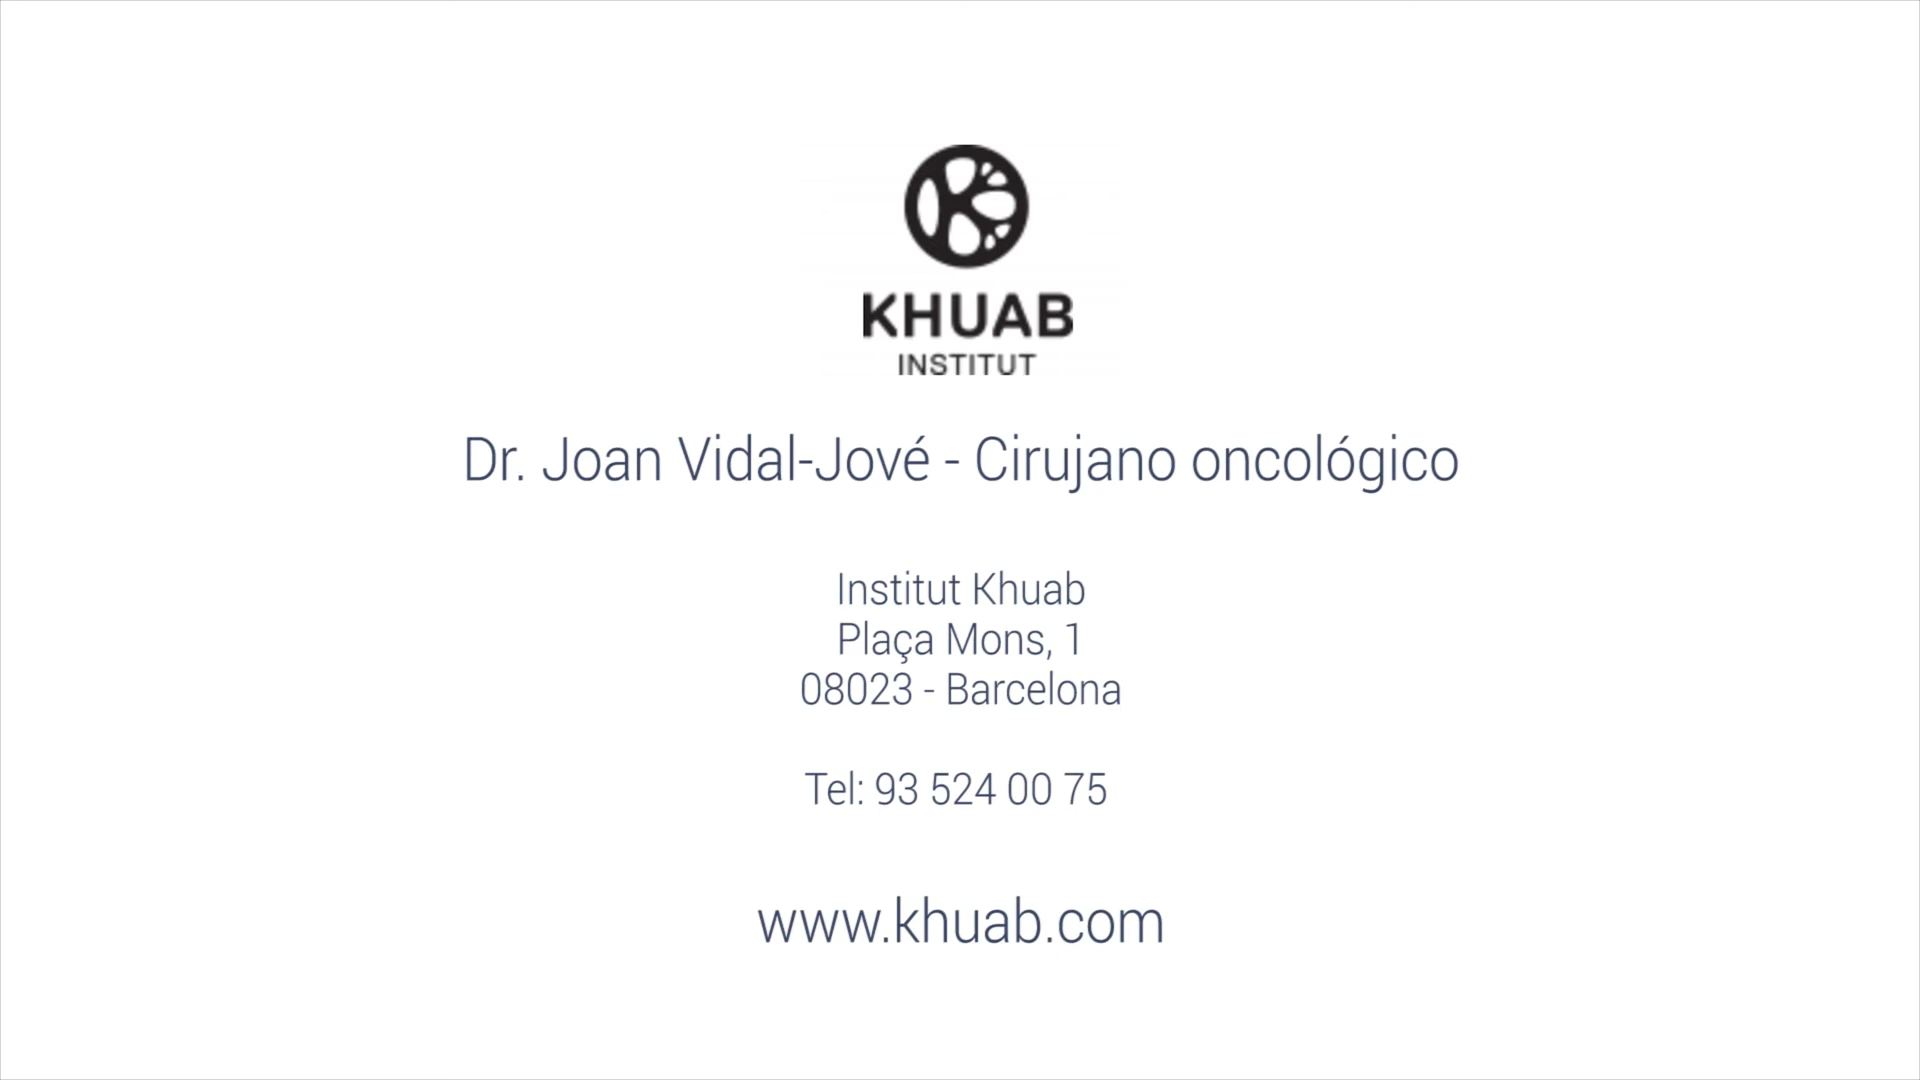 KHUAB
INSTITUT
Dr. Joan Vidal-Jové - Cirujano oncológico
Institut Khuab
Plaça Mons, 1
08023 - Barcelona
Tel: 93 524 00 75
www.khuab.com